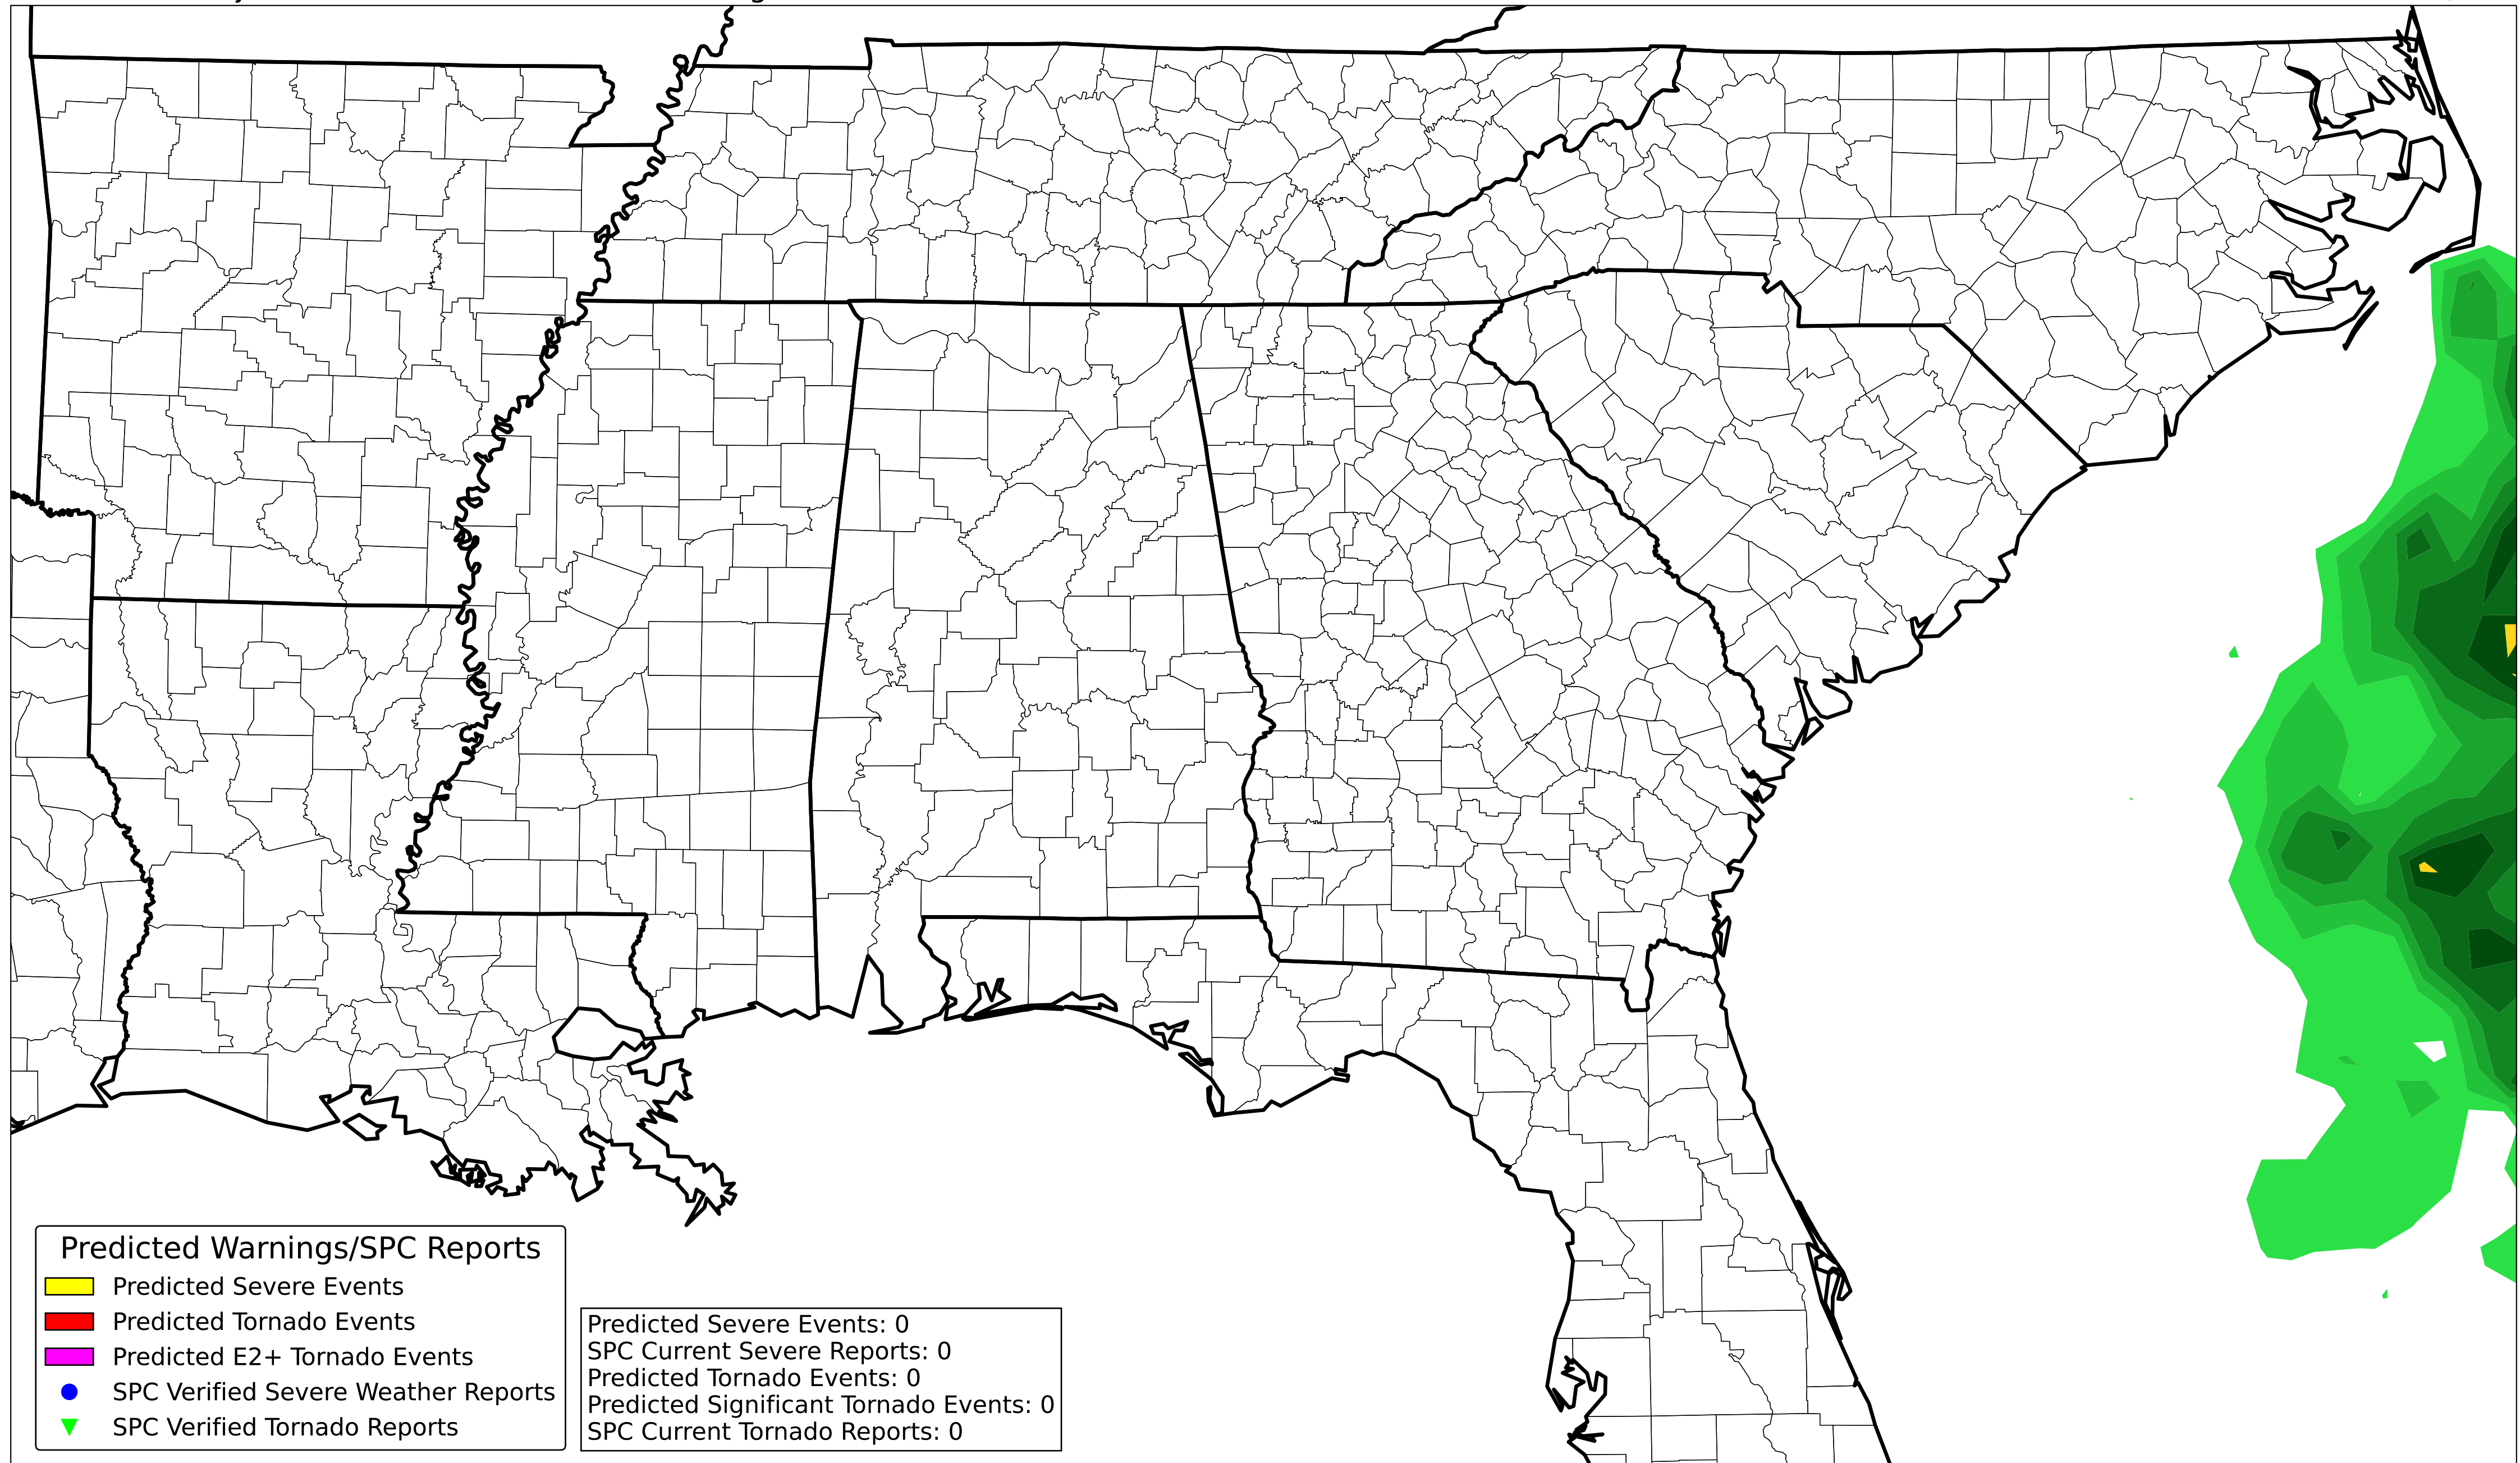 Predicted Warnings/SPC Reports
Predicted Severe Events
Predicted Tornado Events
Predicted E2+ Tornado Events
SPC Verified Severe Weather Reports
SPC Verified Tornado Reports
Predicted Severe Events: 0
SPC Current Severe Reports: 0
Predicted Tornado Events: 0
Predicted Significant Tornado Events: 0
SPC Current Tornado Reports: 0